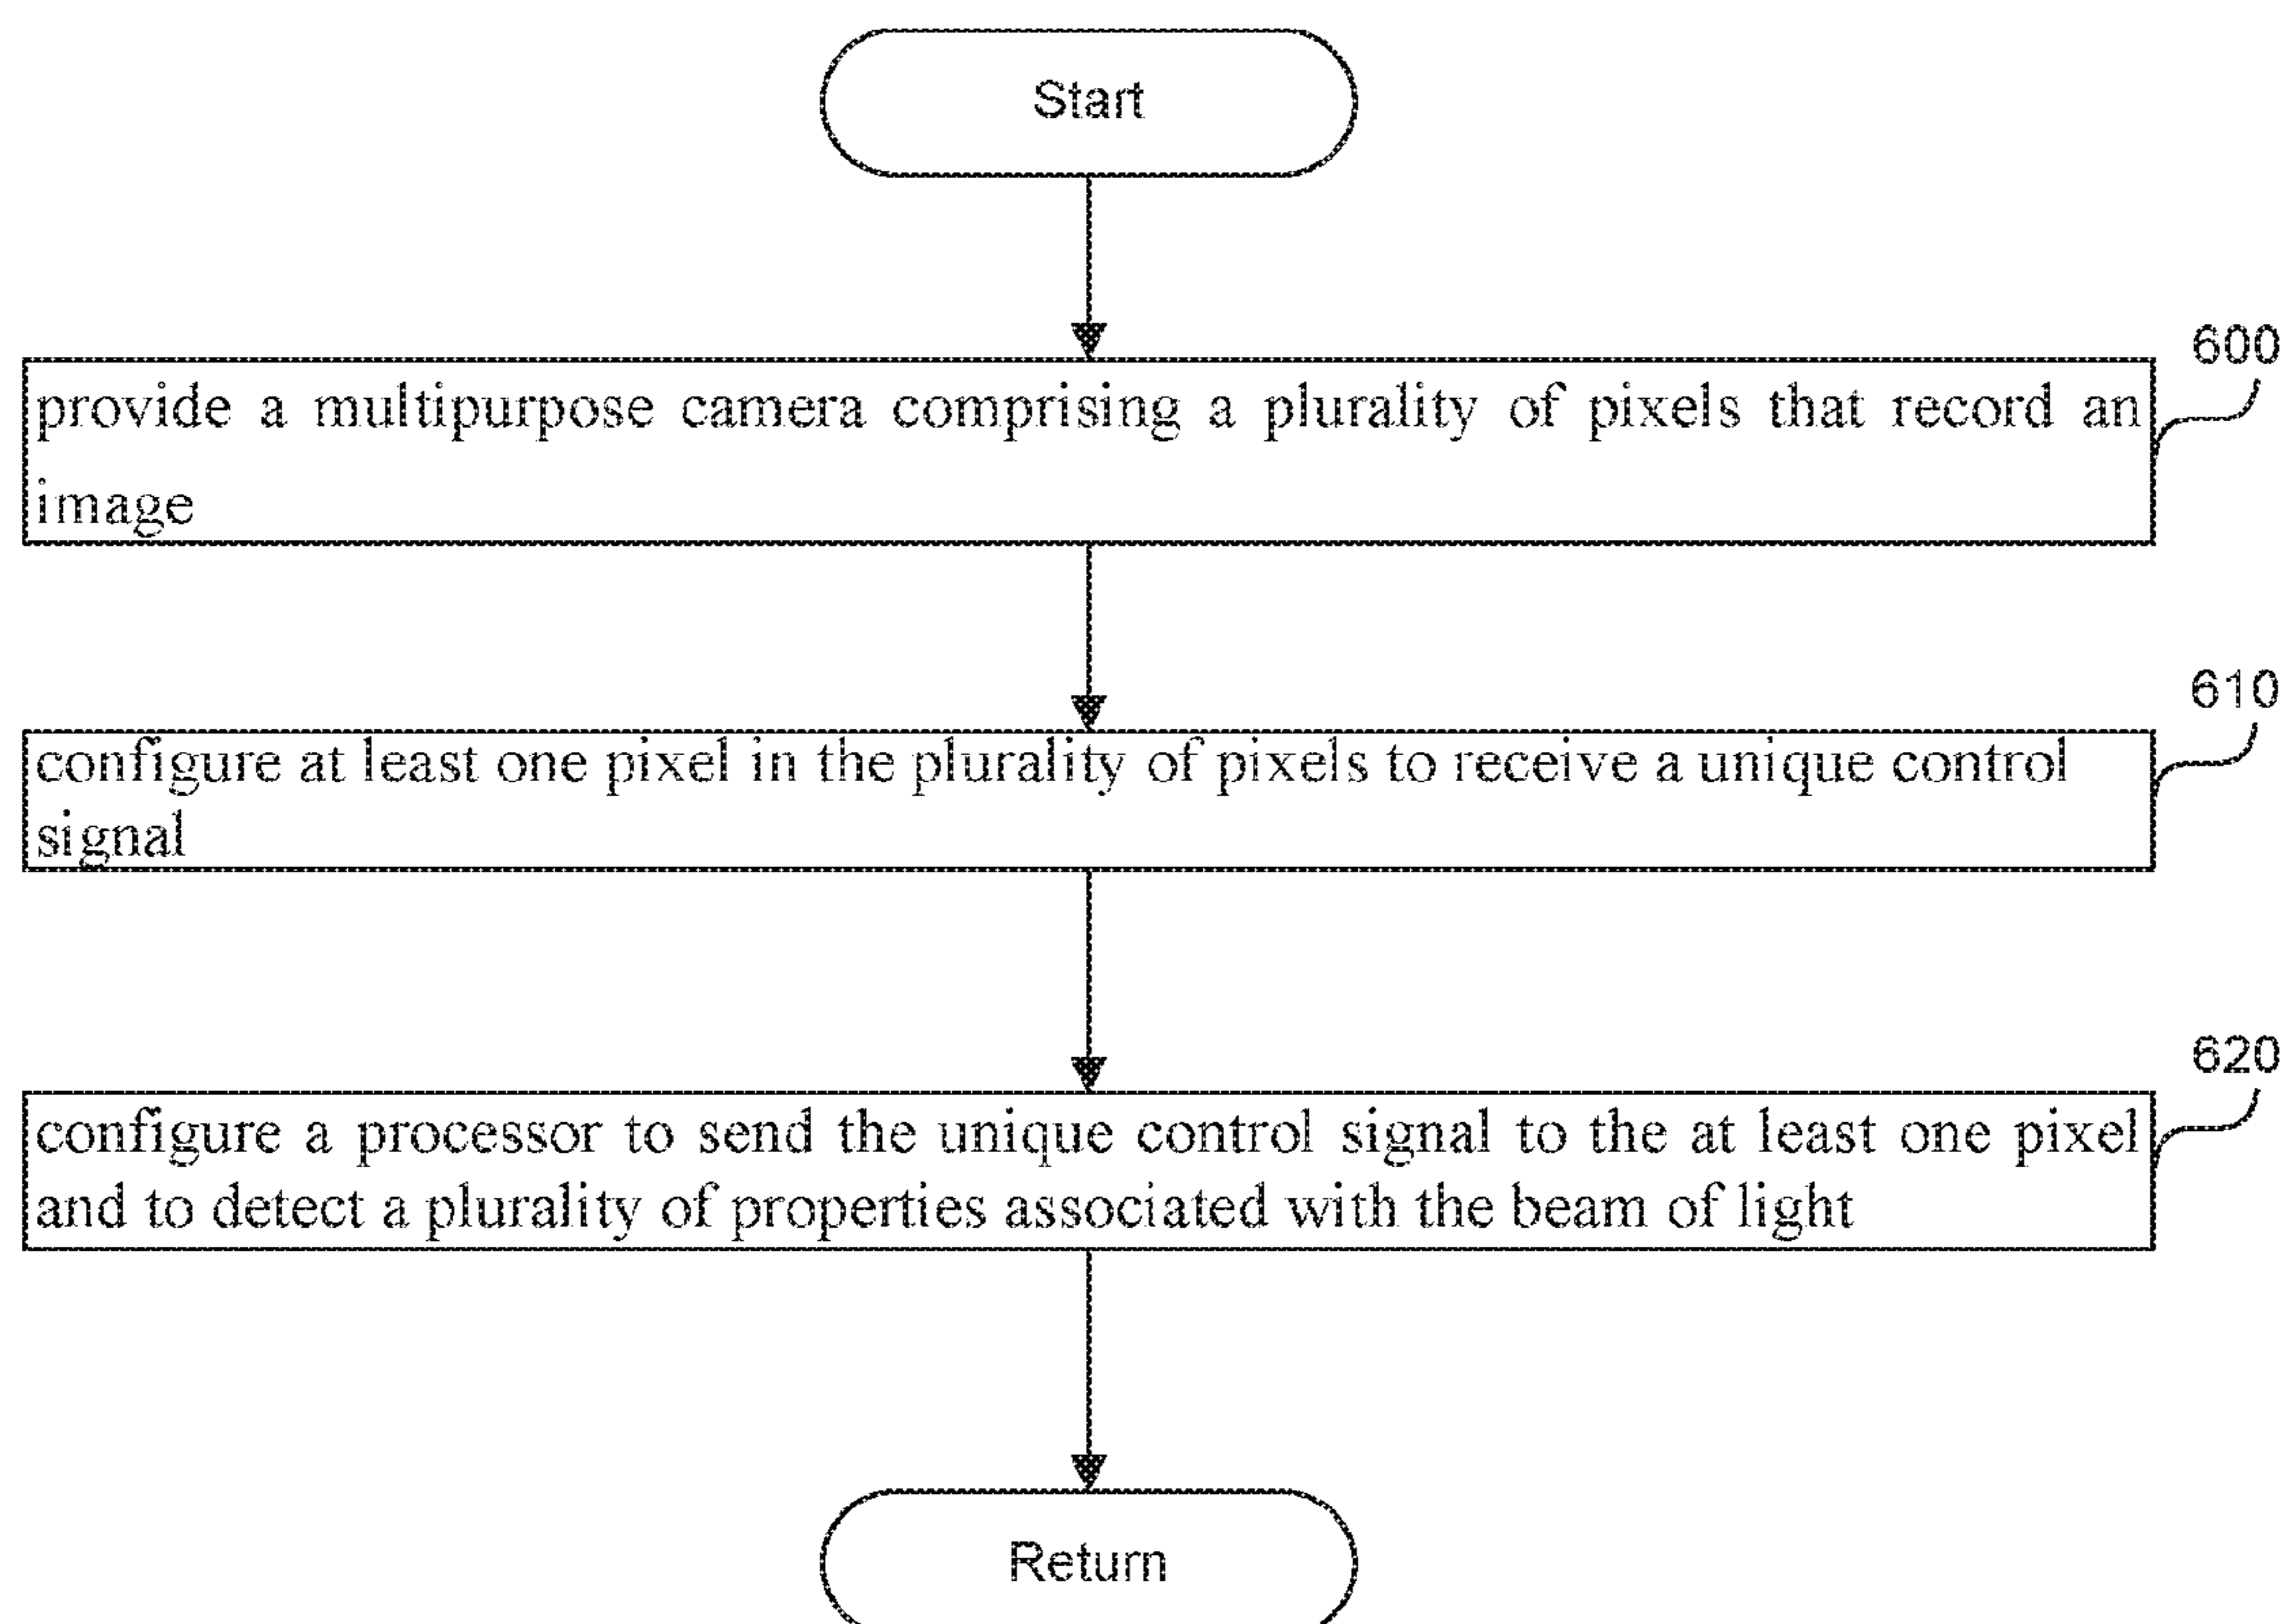 Start
600
provide a multipurpose camera comprising a plurality of pixels that record an
image
610
configure at least one pixel in the plurality of pixels to receive a unique control
signal
620
configure a processor to send the unique control signal to the at least one pixel
and to detect a plurality of properties associated with the beam of light
Return